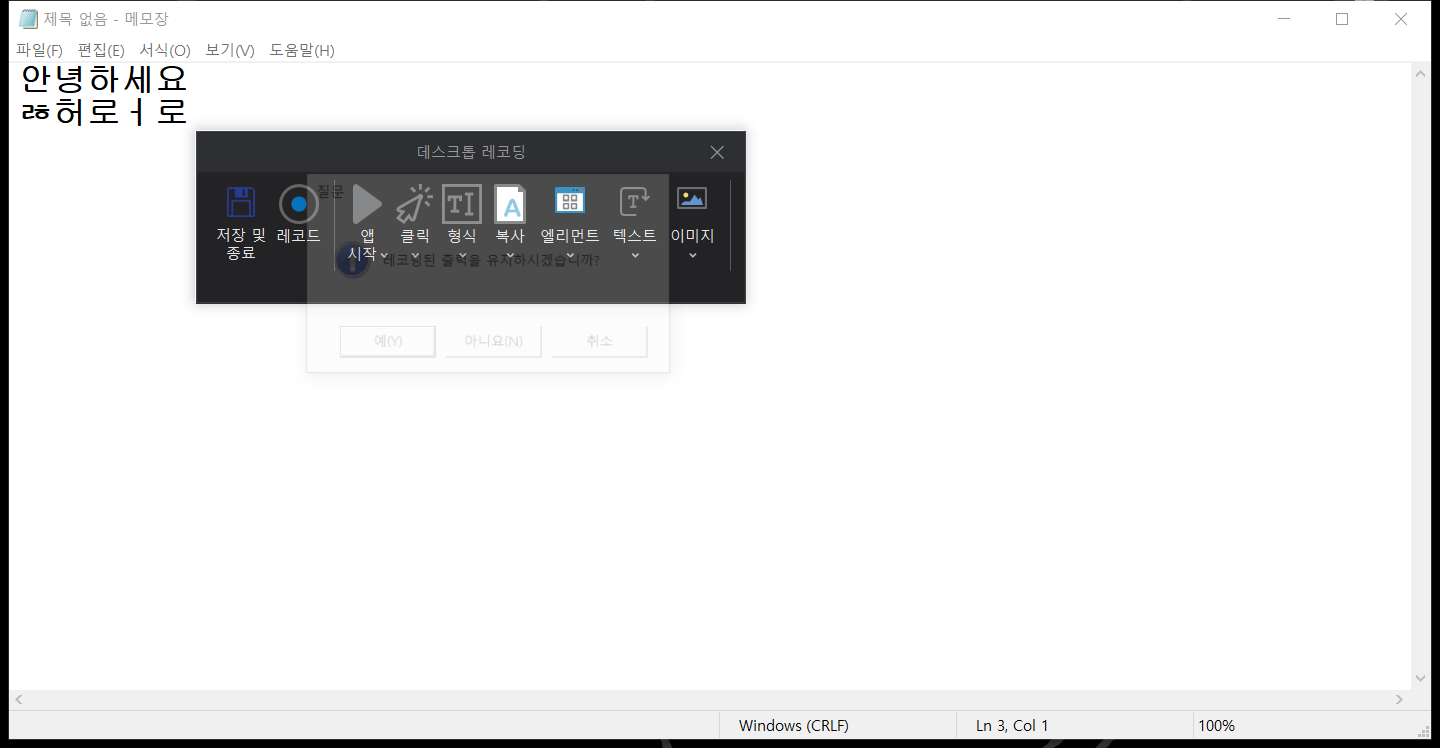 제목 없음 - 메모장
파일(F) 편집(E) 서식(O) 보기(V) 도움말(H)
안녕하세요
ㅀ허로ㅓ로
데스크톱 레코딩
질문
저장 및 종료
레코드
앱 시작
클릭
형식
복사
엘리먼트
텍스트
이미지
레코딩된 출력을 유지하시겠습니까?
예(Y) 아니요(N) 취소
Windows (CRLF) Ln 3, Col 1 100%